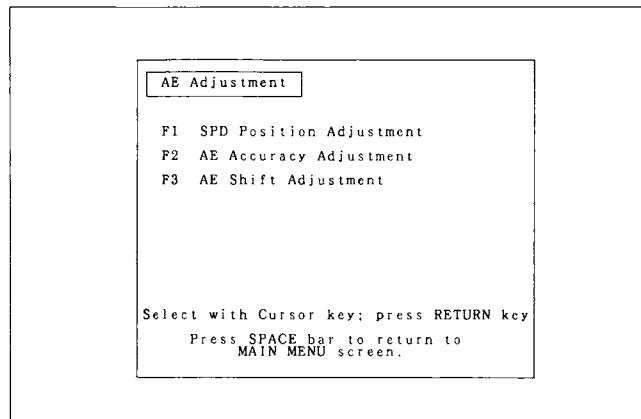 AE Adjustment
F1 SPD Position Adjustment
F2 AE Accuracy Adjustment
F3 AE Shift Adjustment
Select with Cursor key; press RETURN key
Press SPACE bar to return to
MAIN MENU screen.